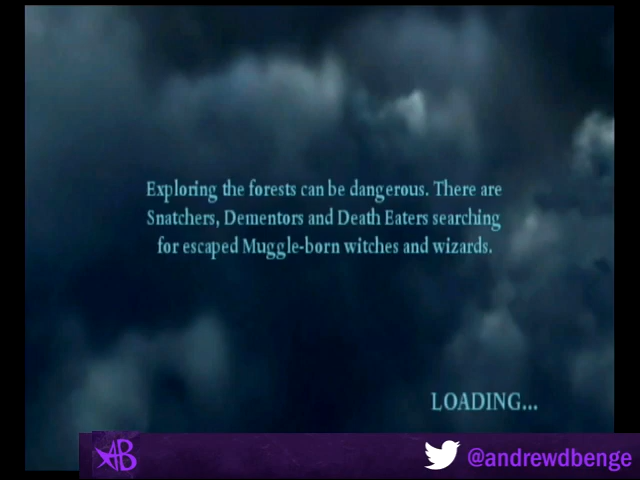 Exploring the forests can be dangerous. There are
Snatchers, Dementors and Death Eaters searching
for escaped Muggle-born witches and wizards.
LOADING...
AB
@andrewdbenge